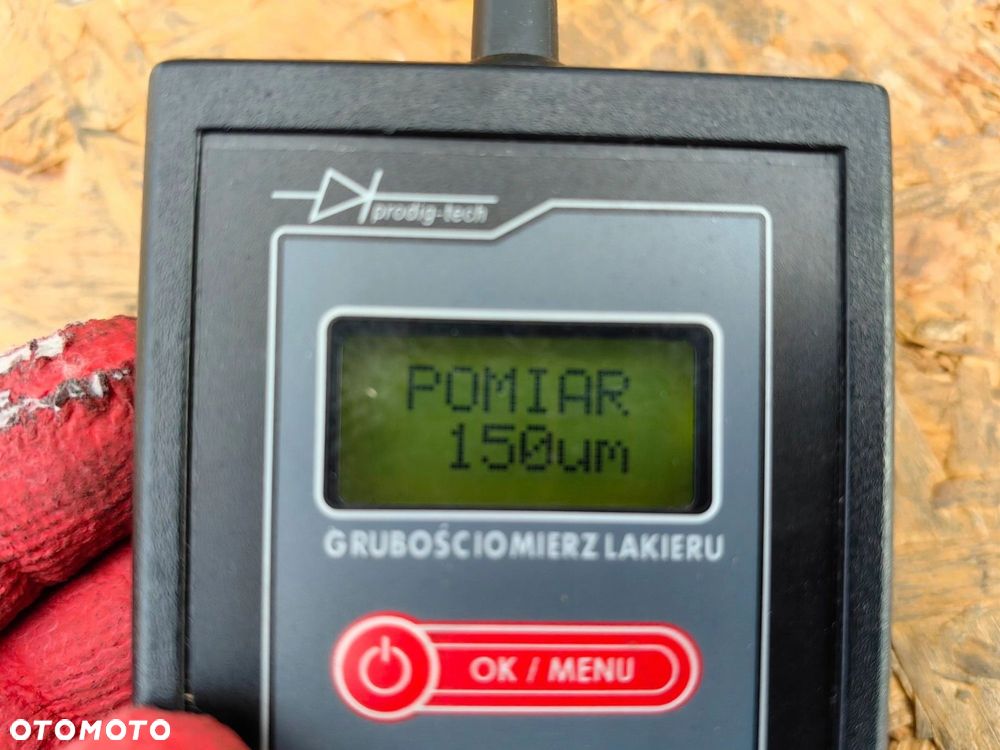 prodig-tech
POMIAR
150um
GRUBOŚCIOMIERZ LAKIERU
OK / MENU
OTOMOTO